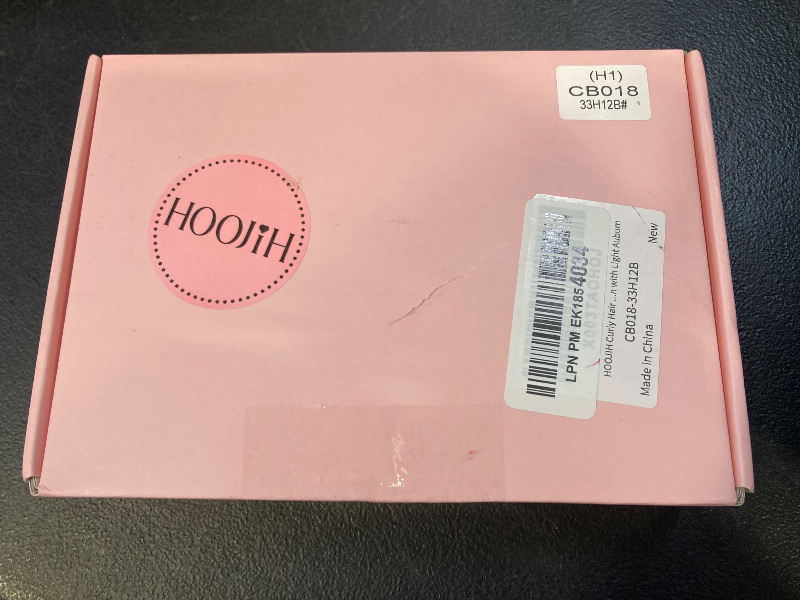 (H1)
CB018
33H12B#
HOOJiH
LPN PM EK1854034
X003TAOHOJ
HOOJIH Curly Hair ...n with Light Auburn
CB018-33H12B
New
Made in China